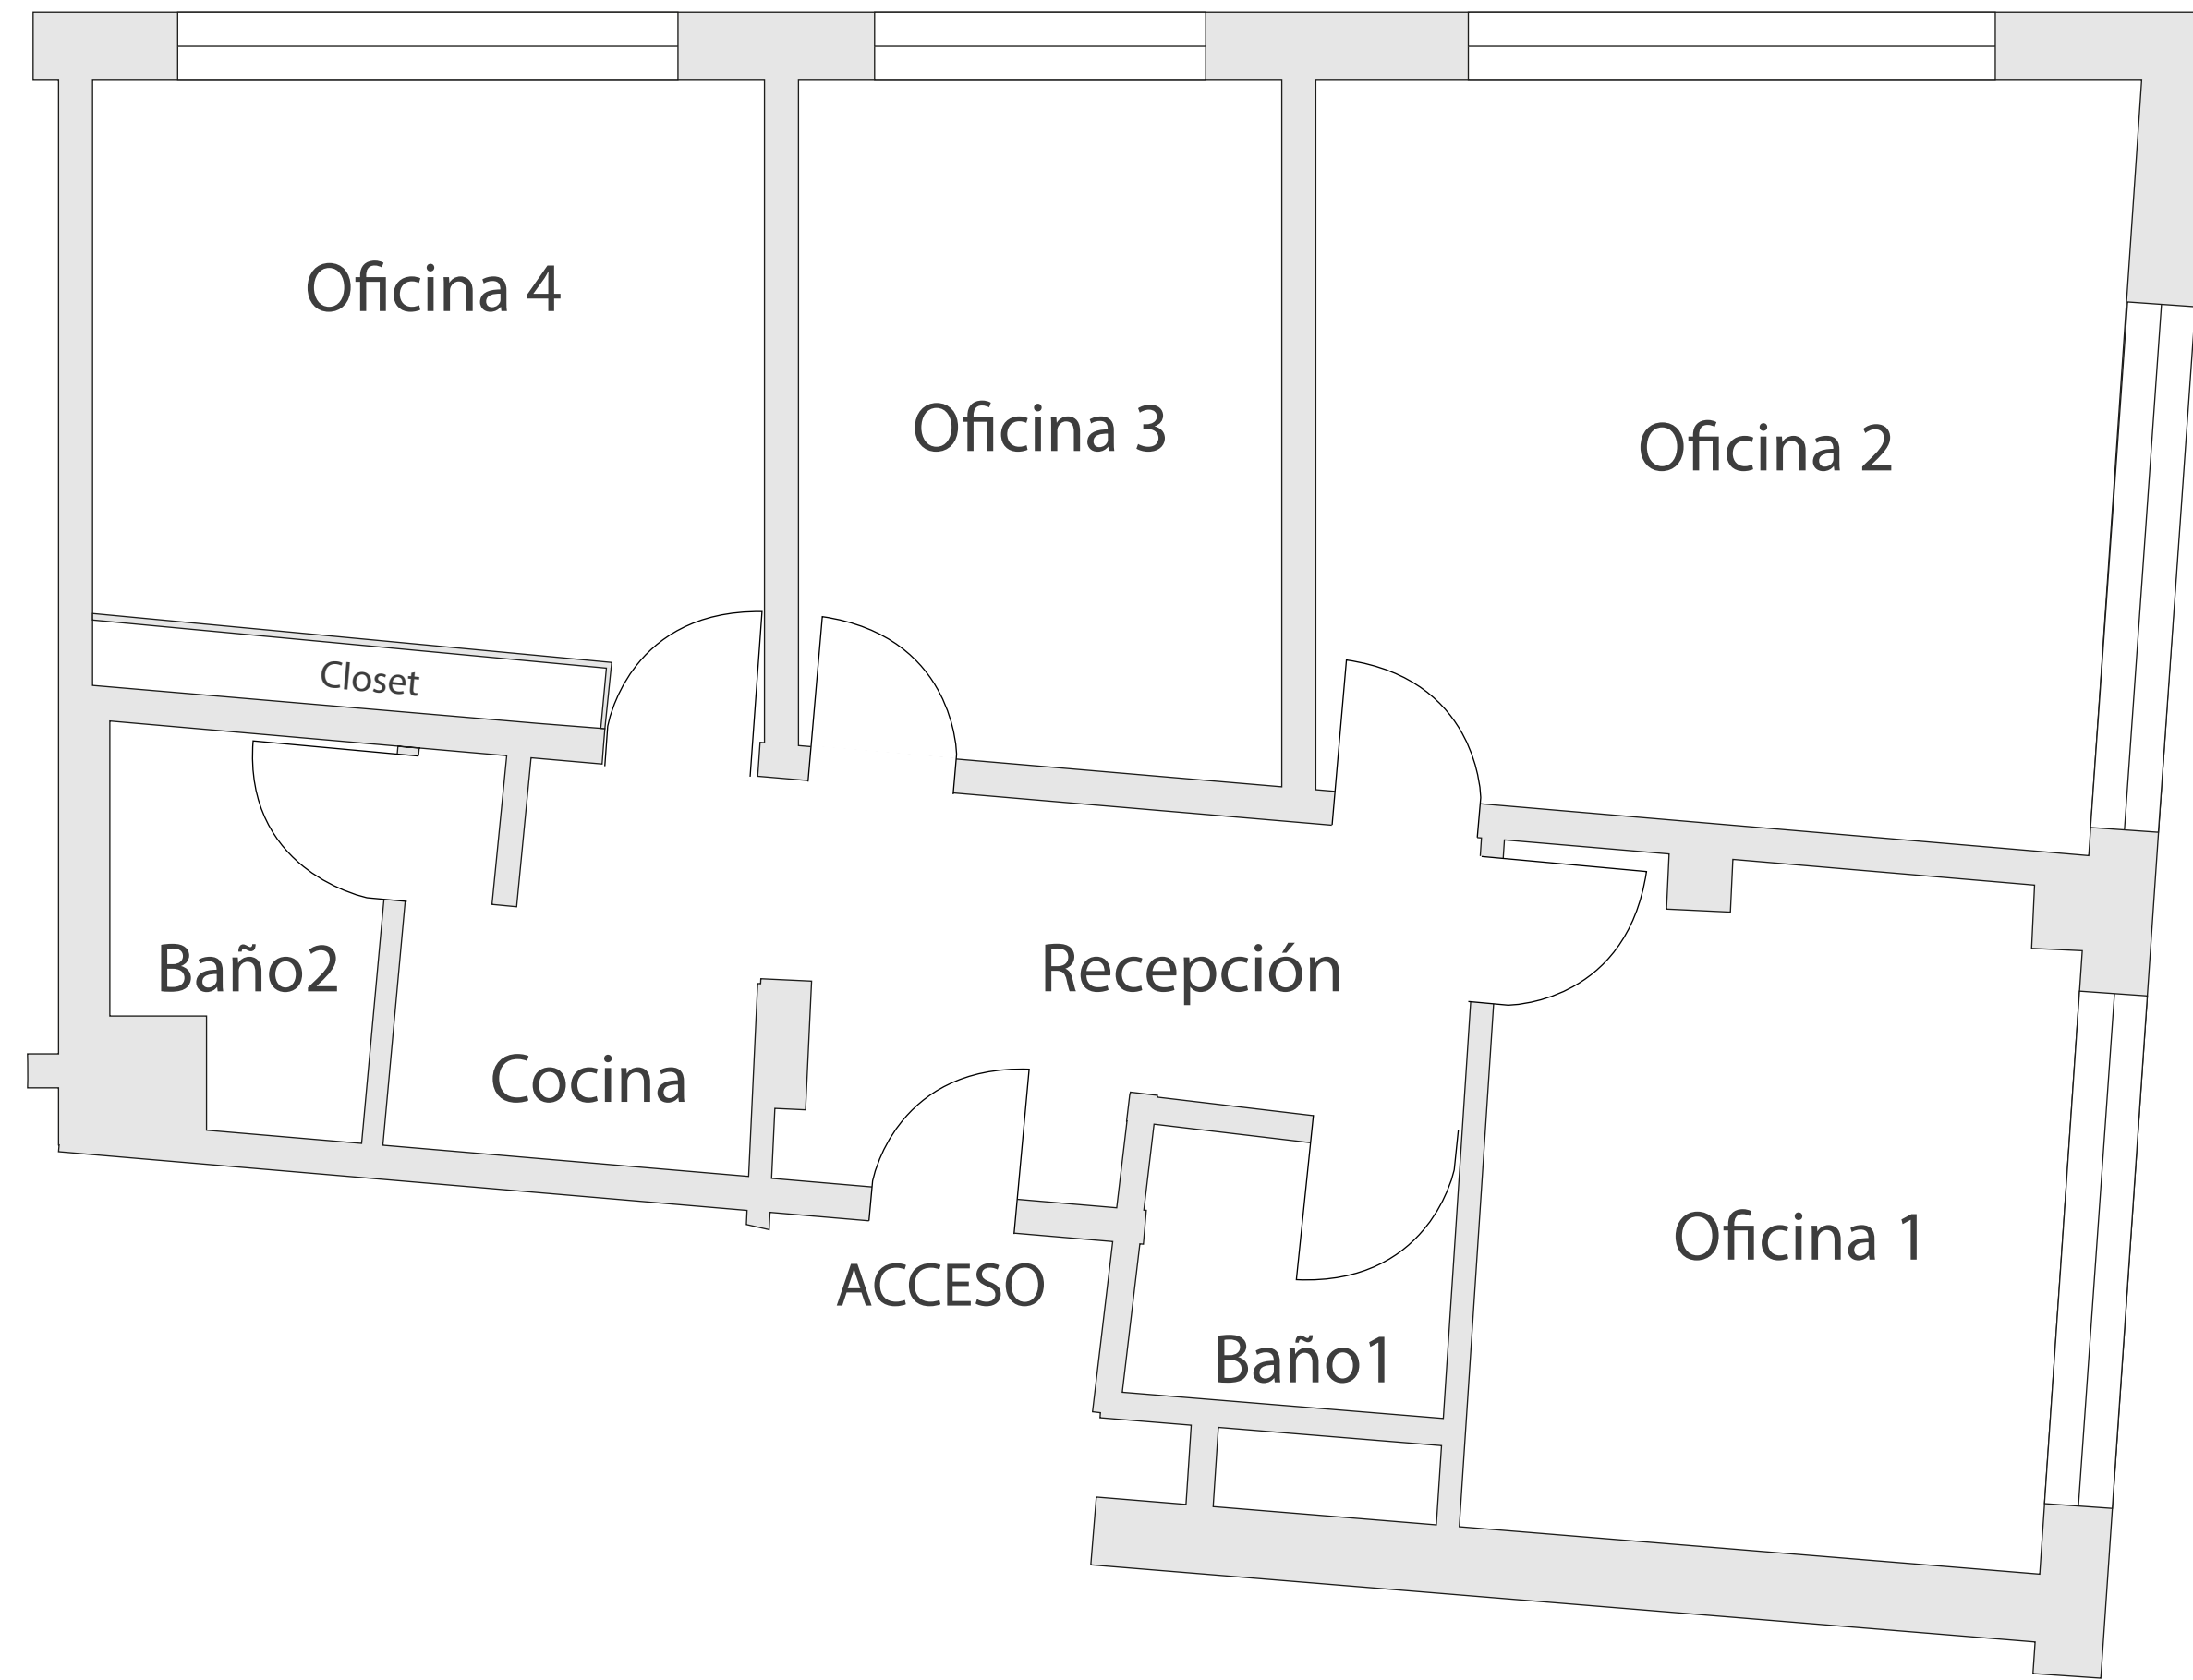 Oficina 4
Oficina 3
Oficina 2
Closet
Baño2
Recepción
Cocina
Oficina 1
ACCESO
Baño1